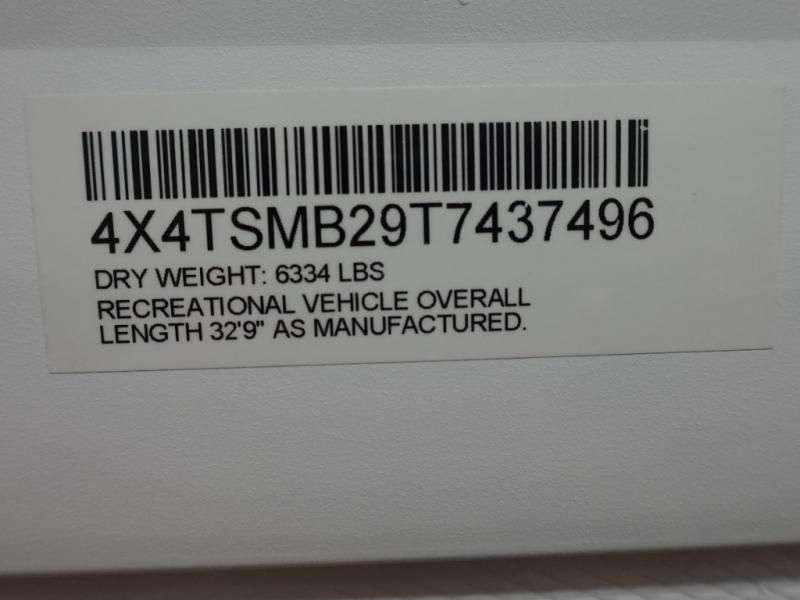 4X4TSMB29T7437496
DRY WEIGHT: 6334 LBS
RECREATIONAL VEHICLE OVERALL
LENGTH 32'9" AS MANUFACTURED.